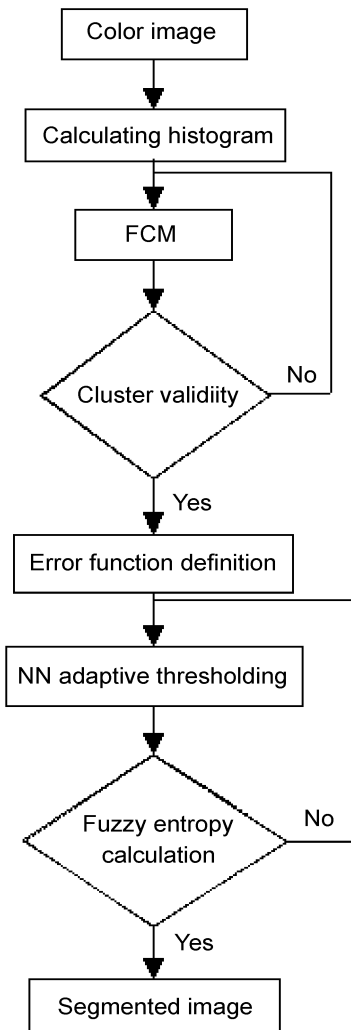 Color image
Calculating histogram
FCM
Cluster validiity
No
Yes
Error function definition
NN adaptive thresholding
Fuzzy entropy
calculation
No
Yes
Segmented image